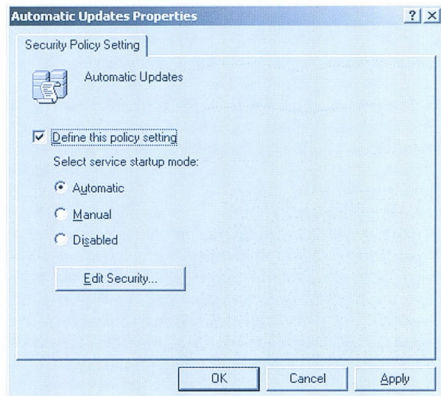 Automatic Updates Properties
Security Policy Setting
Automatic Updates
Define this policy setting
Select service startup mode:
Automatic
Manual
Disabled
Edit Security...
OK
Cancel
Apply